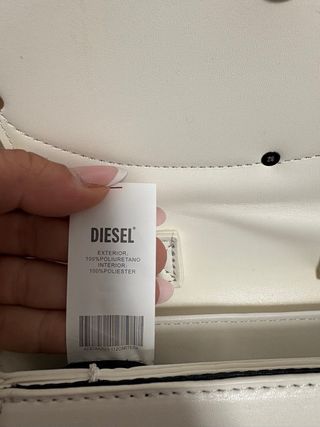 DIESEL
EXTERIOR:
100%POLIURETANO
INTERIOR:
100%POLIESTER